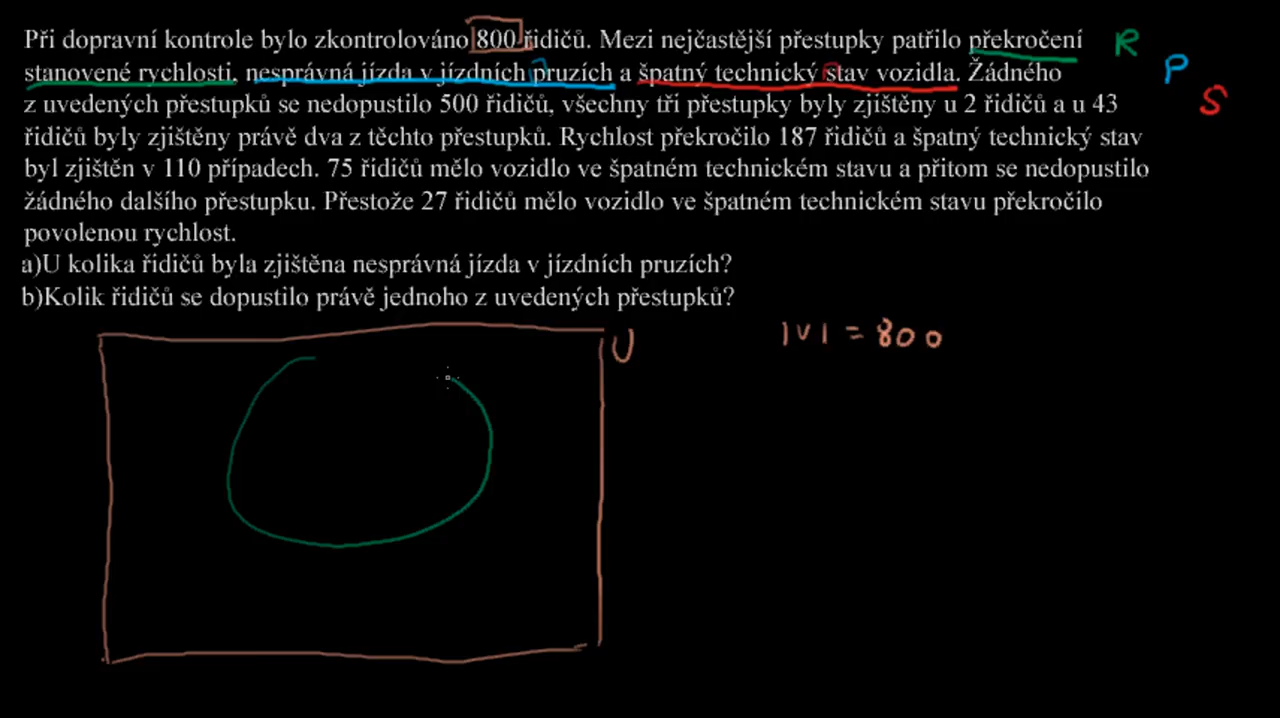 Při dopravní kontrole bylo zkontrolováno 800 řidičů. Mezi nejčastější přestupky patřilo překročení R
stanovené rychlosti, nesprávná jízda v jízdních pruzích a špatný technický stav vozidla. Žádného P
z uvedených přestupků se nedopustilo 500 řidičů, všechny tři přestupky byly zjištěny u 2 řidičů a u 43 S
řidičů byly zjištěny právě dva z těchto přestupků. Rychlost překročilo 187 řidičů a špatný technický stav
byl zjištěn v 110 případech. 75 řidičů mělo vozidlo ve špatném technickém stavu a přitom se nedopustilo
žádného dalšího přestupku. Přestože 27 řidičů mělo vozidlo ve špatném technickém stavu překročilo
povolenou rychlost.
a)U kolika řidičů byla zjištěna nesprávná jízda v jízdních pruzích?
b)Kolik řidičů se dopustilo právě jednoho z uvedených přestupků?
U |U| = 800